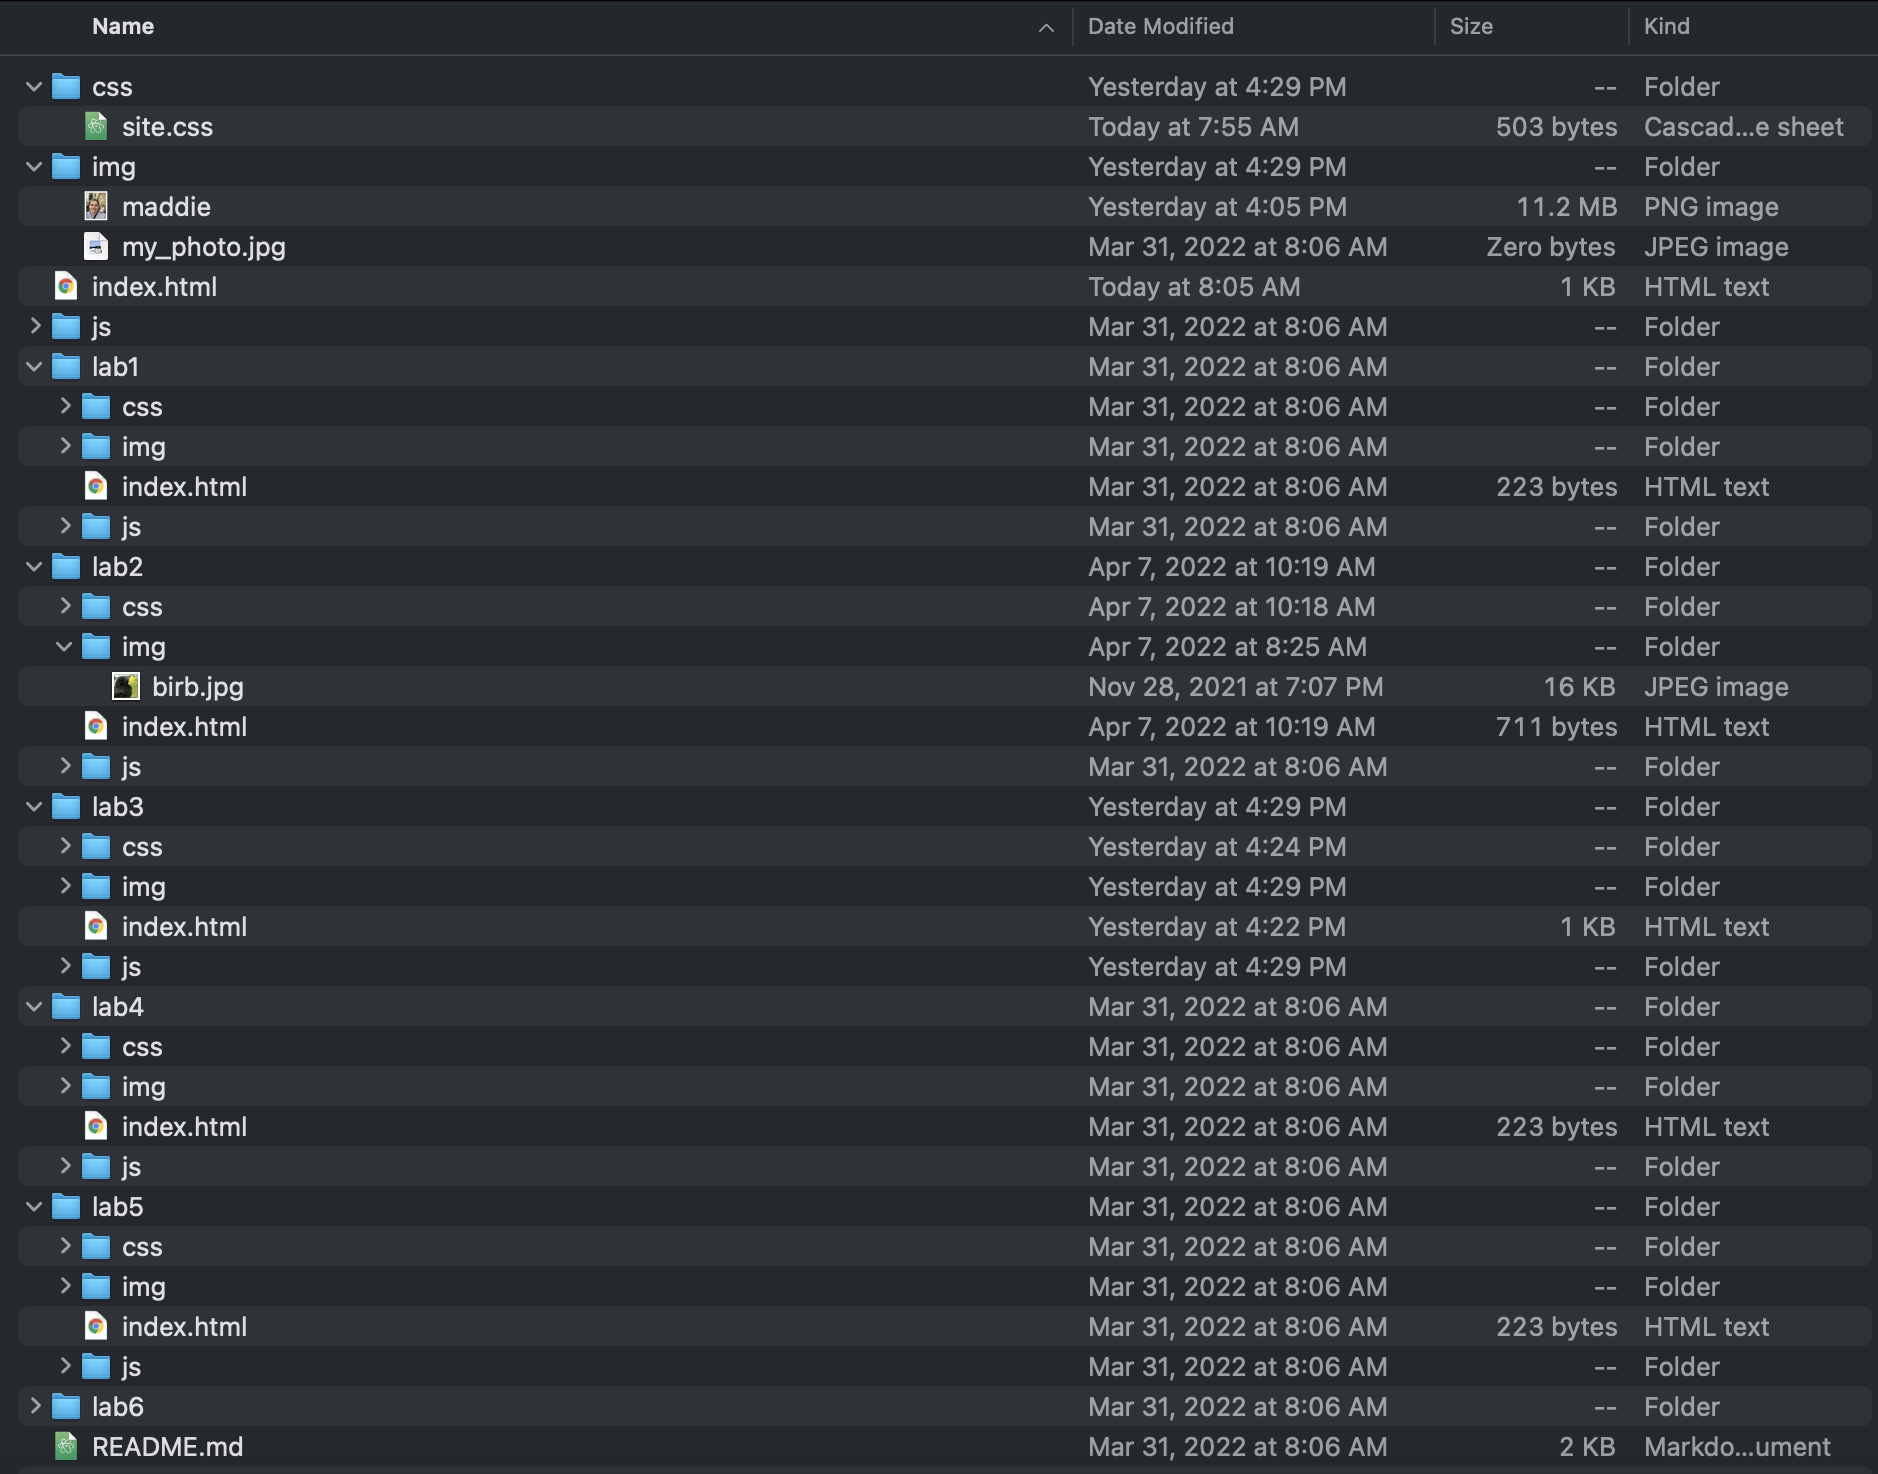 Name Date Modified Size Kind
css Yesterday at 4:29 PM -- Folder
site.css Today at 7:55 AM 503 bytes Cascad...e sheet
img Yesterday at 4:29 PM -- Folder
maddie Yesterday at 4:05 PM 11.2 MB PNG image
my_photo.jpg Mar 31, 2022 at 8:06 AM Zero bytes JPEG image
index.html Today at 8:05 AM 1 KB HTML text
js Mar 31, 2022 at 8:06 AM -- Folder
lab1 Mar 31, 2022 at 8:06 AM -- Folder
css Mar 31, 2022 at 8:06 AM -- Folder
img Mar 31, 2022 at 8:06 AM -- Folder
index.html Mar 31, 2022 at 8:06 AM 223 bytes HTML text
js Mar 31, 2022 at 8:06 AM -- Folder
lab2 Apr 7, 2022 at 10:19 AM -- Folder
css Apr 7, 2022 at 10:18 AM -- Folder
img Apr 7, 2022 at 8:25 AM -- Folder
birb.jpg Nov 28, 2021 at 7:07 PM 16 KB JPEG image
index.html Apr 7, 2022 at 10:19 AM 711 bytes HTML text
js Mar 31, 2022 at 8:06 AM -- Folder
lab3 Yesterday at 4:29 PM -- Folder
css Yesterday at 4:24 PM -- Folder
img Yesterday at 4:29 PM -- Folder
index.html Yesterday at 4:22 PM 1 KB HTML text
js Yesterday at 4:29 PM -- Folder
lab4 Mar 31, 2022 at 8:06 AM -- Folder
css Mar 31, 2022 at 8:06 AM -- Folder
img Mar 31, 2022 at 8:06 AM -- Folder
index.html Mar 31, 2022 at 8:06 AM 223 bytes HTML text
js Mar 31, 2022 at 8:06 AM -- Folder
lab5 Mar 31, 2022 at 8:06 AM -- Folder
css Mar 31, 2022 at 8:06 AM -- Folder
img Mar 31, 2022 at 8:06 AM -- Folder
index.html Mar 31, 2022 at 8:06 AM 223 bytes HTML text
js Mar 31, 2022 at 8:06 AM -- Folder
lab6 Mar 31, 2022 at 8:06 AM -- Folder
README.md Mar 31, 2022 at 8:06 AM 2 KB Markdo...ument